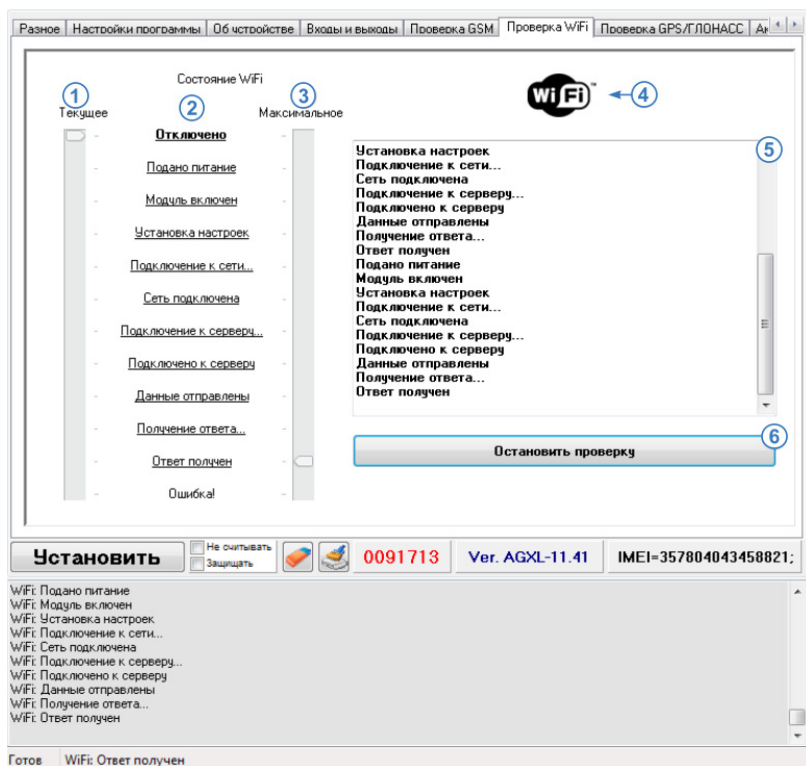 Разное Настройки программы Об устройстве Входы и выходы Проверка GSM Проверка WiFi Проверка GPS/ГЛОНАСС
Состояние WiFi
1 2 3
Текущее Максимальное
Отключено
Подано питание
Модуль включен
Установка настроек
Подключение к сети...
Сеть подключена
Подключение к серверу...
Подключено к серверу
Данные отправлены
Получение ответа...
Ответ получен
Ошибка!
Wi Fi ™ 4
5
Установка настроек
Подключение к сети...
Сеть подключена
Подключение к серверу...
Подключено к серверу
Данные отправлены
Получение ответа...
Ответ получен
Подано питание
Модуль включен
Установка настроек
Подключение к сети...
Сеть подключена
Подключение к серверу...
Подключено к серверу
Данные отправлены
Получение ответа...
Ответ получен
6
Остановить проверку
Установить
Не считывать
Защищать
0091713 Ver. AGXL-11.41 IMEI=357804043458821;
WiFi: Подано питание
WiFi: Модуль включен
WiFi: Установка настроек
WiFi: Подключение к сети...
WiFi: Сеть подключена
WiFi: Подключение к серверу...
WiFi: Подключено к серверу
WiFi: Данные отправлены
WiFi: Получение ответа...
WiFi: Ответ получен
Готов WiFi: Ответ получен